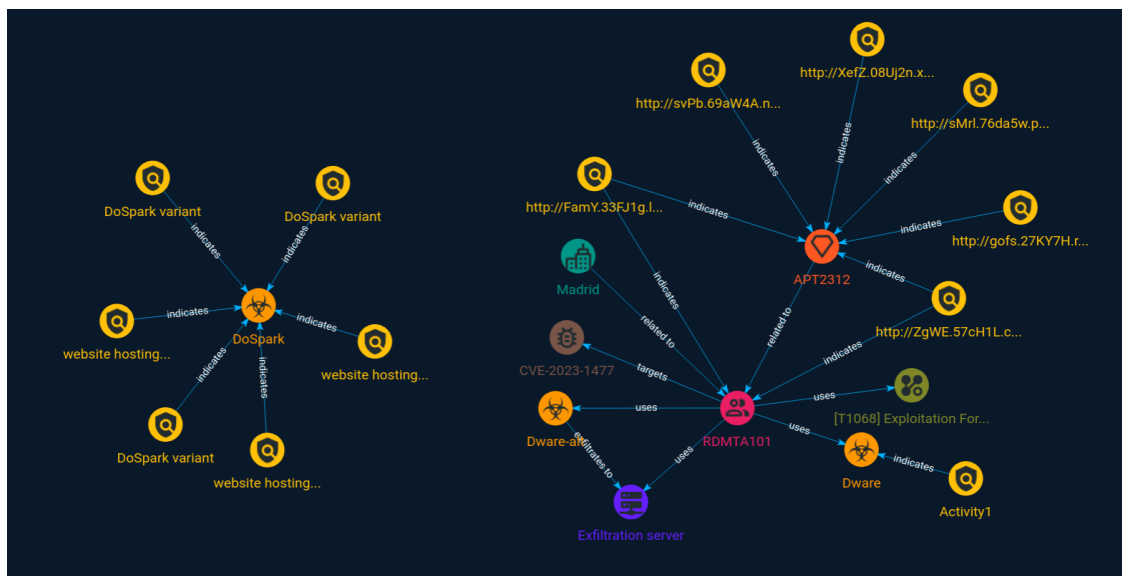 http://XefZ.08Uj2n.x...
http://svPb.69aW4A.n...
http://sMrl.76da5w.p...
indicates
indicates
indicates
DoSpark variant
DoSpark variant
http://FamY.33FJ1g.l...
indicates
indicates
http://gofs.27KY7H.r...
indicates
indicates
APT2312
indicates
Madrid
indicates
http://ZgWE.57cH1L.c...
indicates
indicates
DoSpark
website hosting...
website hosting...
related to
related to
indicates
CVE-2023-1477
targets
indicates
indicates
uses
[T1068] Exploitation For...
uses
RDMTA101
uses
Dware-
DoSpark variant
website hosting...
exfiltrates to
uses
indicates
Dware
Activity1
Exfiltration server